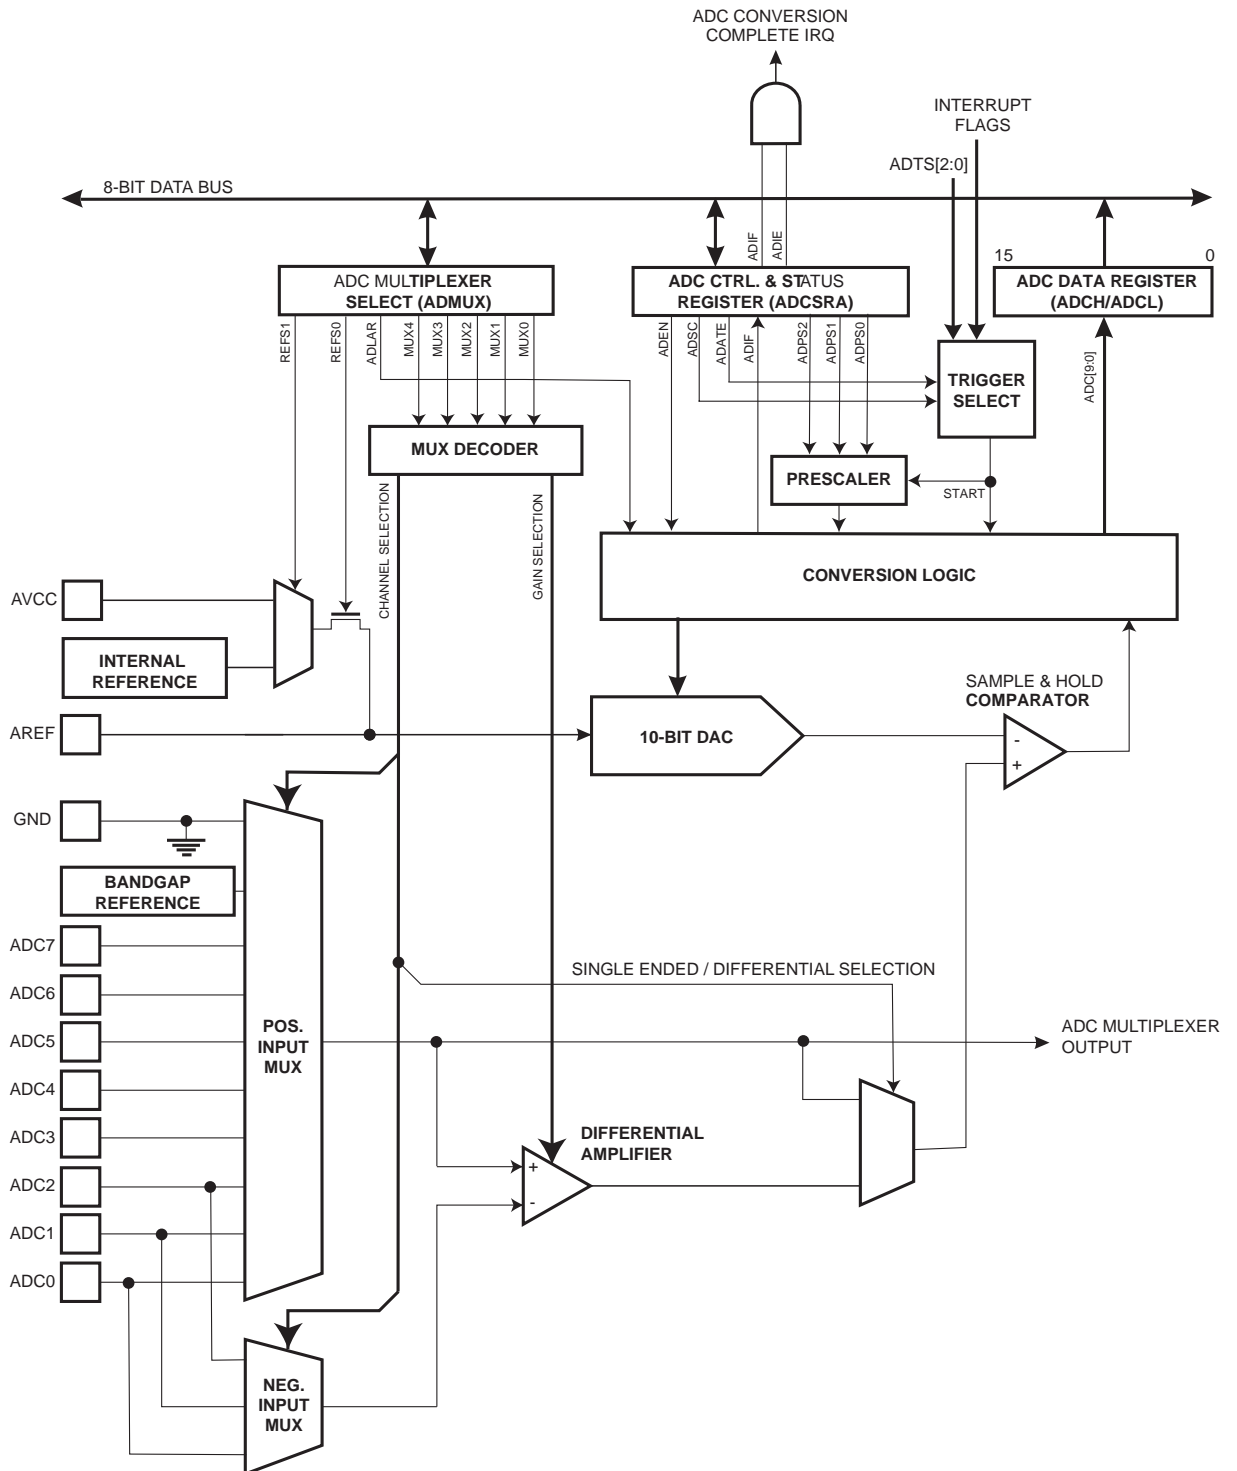 ADC CONVERSION
COMPLETE IRQ
INTERRUPT
FLAGS
ADTS[2:0]
8-BIT DATA BUS
ADIF
ADIE
15
0
ADC MULTIPLEXER
SELECT (ADMUX)
ADC CTRL. & STATUS
REGISTER (ADCSRA)
ADC DATA REGISTER
(ADCH/ADCL)
REFS1
REFS0
ADLAR
MUX4
MUX3
MUX2
MUX1
MUX0
ADEN
ADSC
ADATE
ADIF
ADPS2
ADPS1
ADPS0
ADC[9:0]
TRIGGER
SELECT
MUX DECODER
PRESCALER
START
CHANNEL SELECTION
GAIN SELECTION
CONVERSION LOGIC
AVCC
INTERNAL
REFERENCE
SAMPLE & HOLD
COMPARATOR
AREF
10-BIT DAC
-
+
GND
BANDGAP
REFERENCE
ADC7
SINGLE ENDED / DIFFERENTIAL SELECTION
ADC6
ADC5
POS.
INPUT
MUX
ADC MULTIPLEXER
OUTPUT
ADC4
ADC3
DIFFERENTIAL
AMPLIFIER
+
-
ADC2
ADC1
ADC0
NEG.
INPUT
MUX